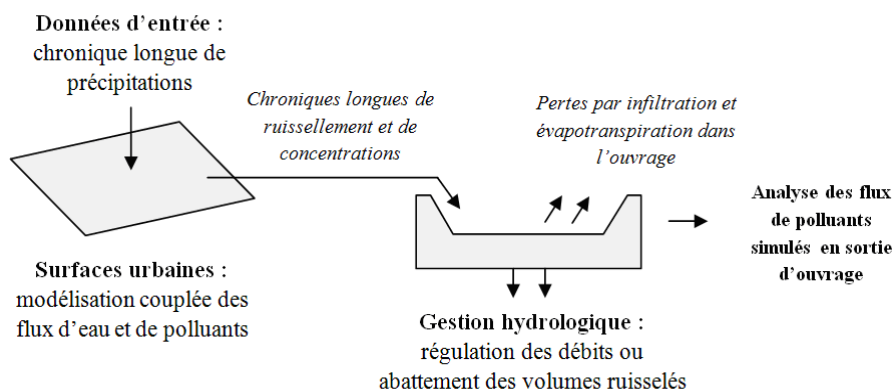 Données d'entrée :
chronique longue de
précipitations
Chroniques longues de
ruissellement et de
concentrations
Pertes par infiltration et
évapotranspiration dans
l'ouvrage
Analyse des flux
de polluants
simulés en sortie
d'ouvrage
Surfaces urbaines :
modélisation couplée des
flux d'eau et de polluants
Gestion hydrologique :
régulation des débits ou
abattement des volumes ruisselés